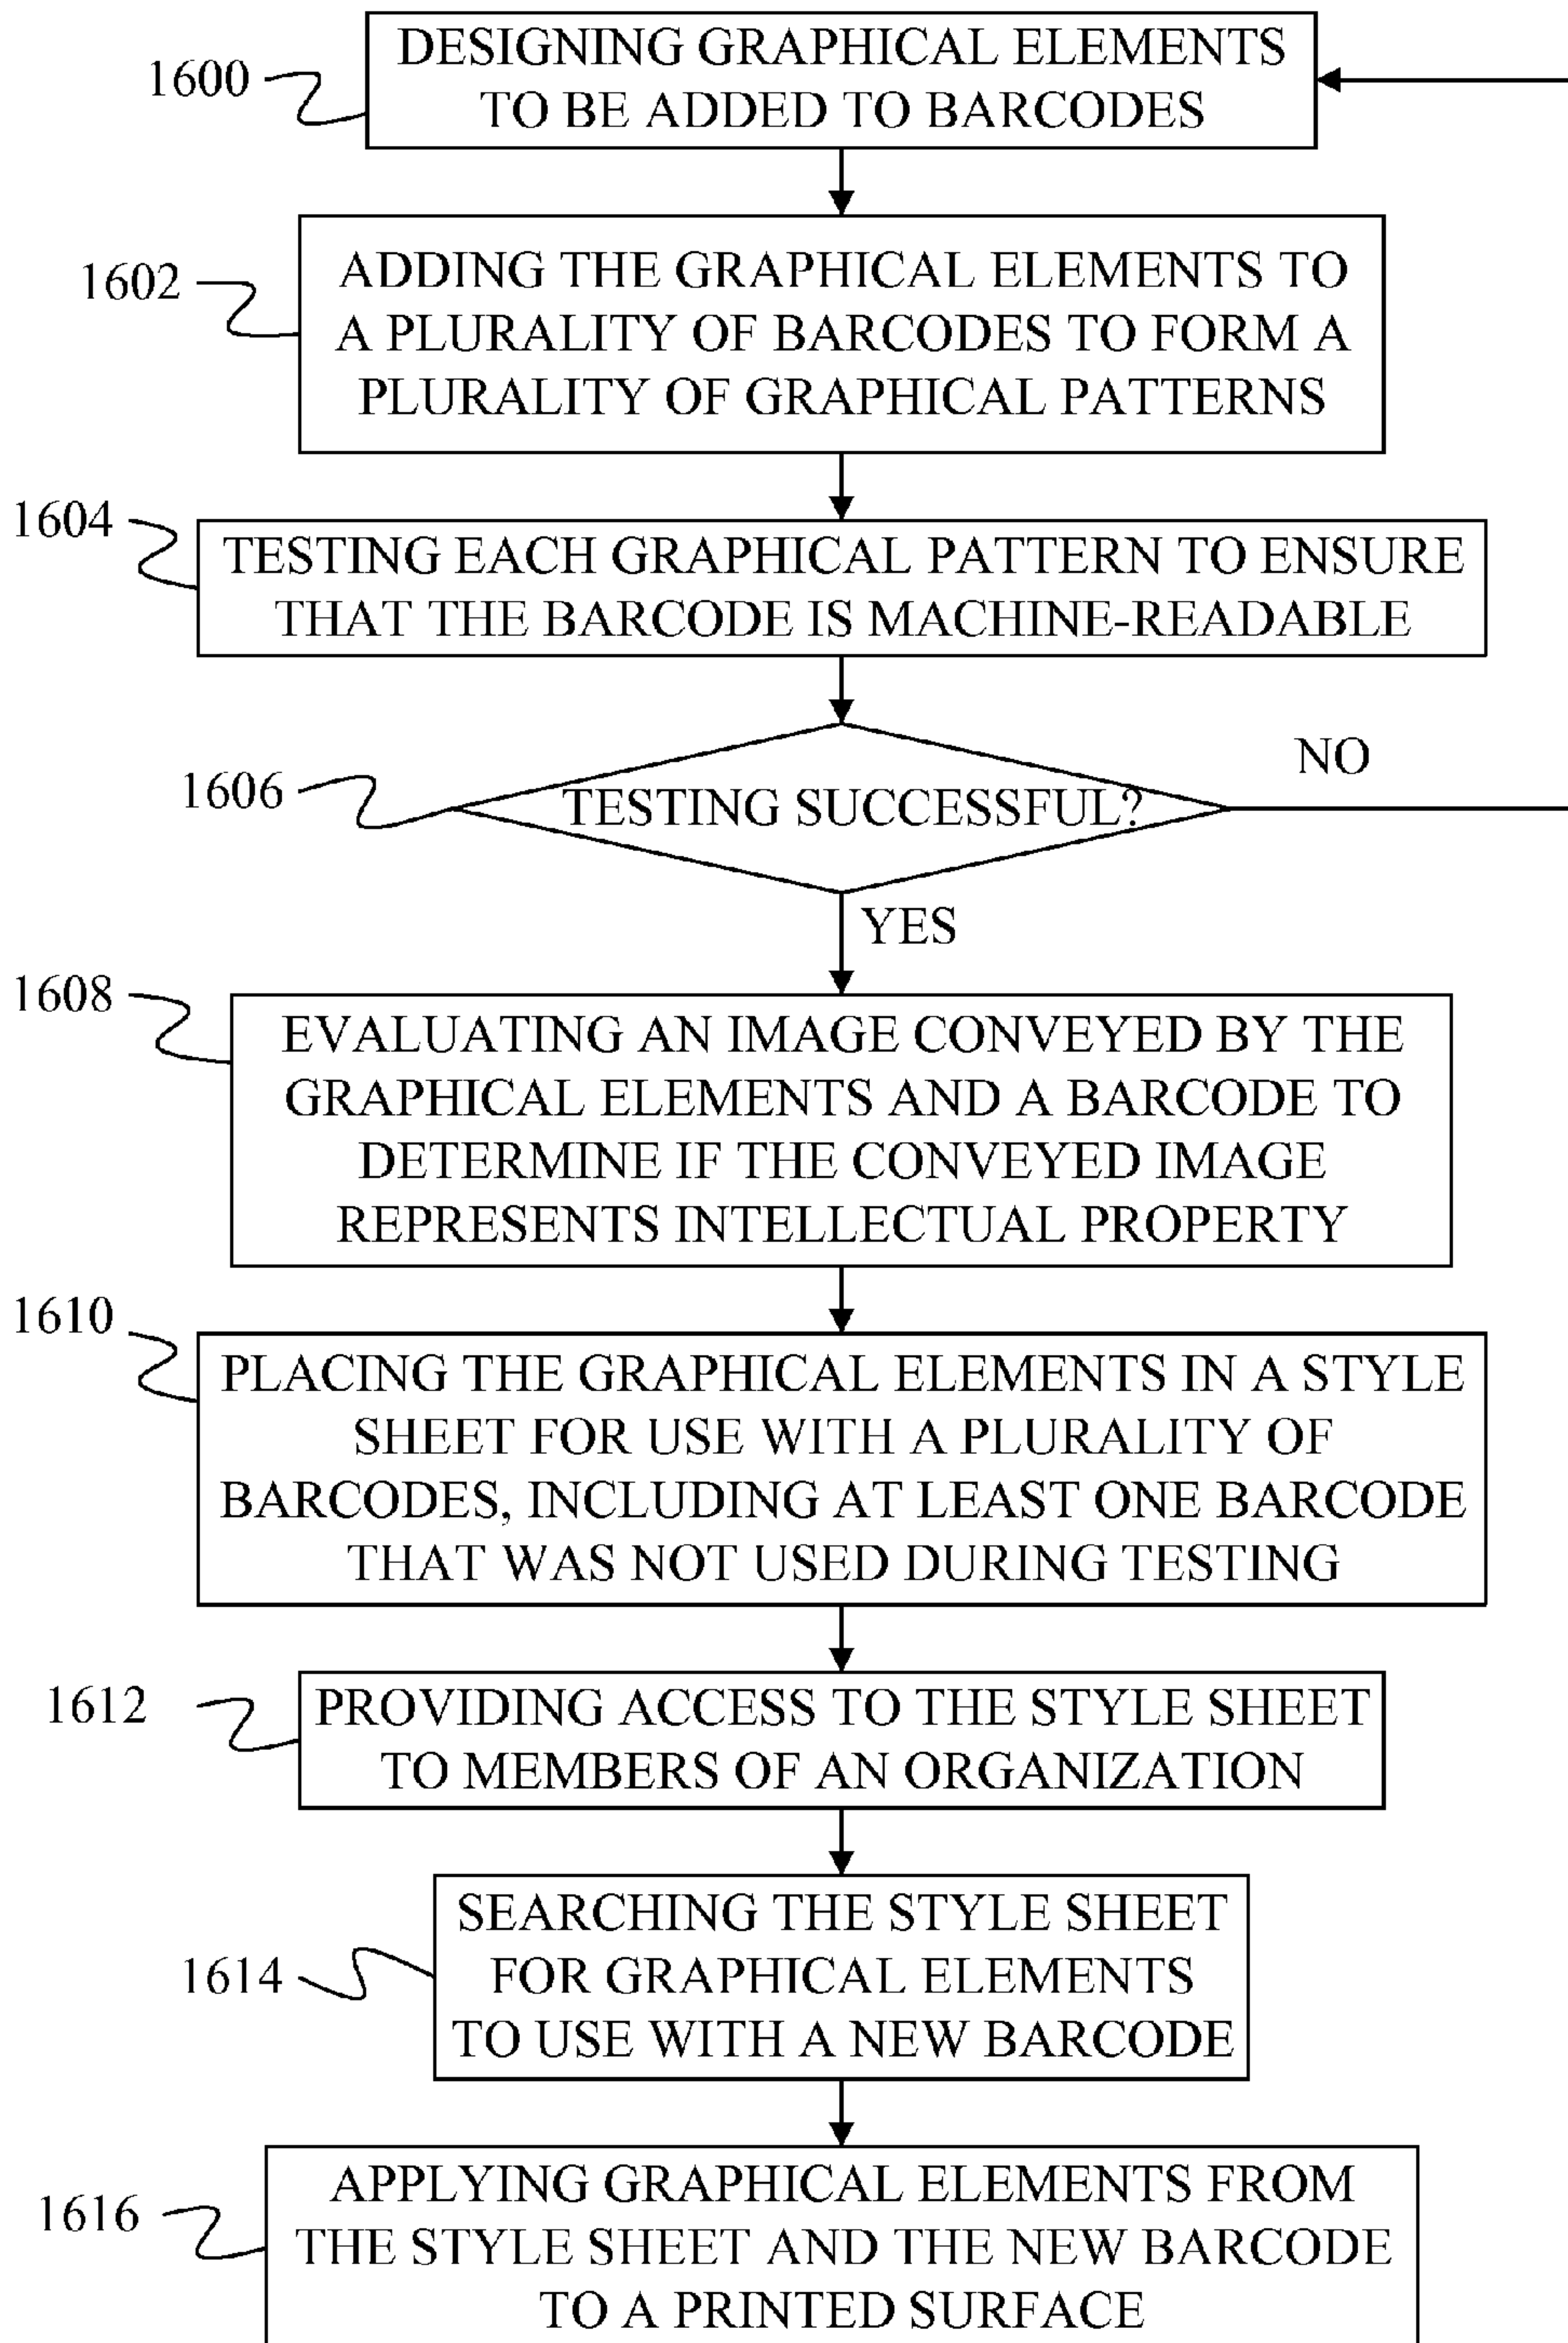 1600
DESIGNING GRAPHICAL ELEMENTS
TO BE ADDED TO BARCODES
1602
ADDING THE GRAPHICAL ELEMENTS TO
A PLURALITY OF BARCODES TO FORM A
PLURALITY OF GRAPHICAL PATTERNS
1604
TESTING EACH GRAPHICAL PATTERN TO ENSURE
THAT THE BARCODE IS MACHINE-READABLE
1606
TESTING SUCCESSFUL?
NO
YES
1608
EVALUATING AN IMAGE CONVEYED BY THE
GRAPHICAL ELEMENTS AND A BARCODE TO
DETERMINE IF THE CONVEYED IMAGE
REPRESENTS INTELLECTUAL PROPERTY
1610
PLACING THE GRAPHICAL ELEMENTS IN A STYLE
SHEET FOR USE WITH A PLURALITY OF
BARCODES, INCLUDING AT LEAST ONE BARCODE
THAT WAS NOT USED DURING TESTING
1612
PROVIDING ACCESS TO THE STYLE SHEET
TO MEMBERS OF AN ORGANIZATION
1614
SEARCHING THE STYLE SHEET
FOR GRAPHICAL ELEMENTS
TO USE WITH A NEW BARCODE
1616
APPLYING GRAPHICAL ELEMENTS FROM
THE STYLE SHEET AND THE NEW BARCODE
TO A PRINTED SURFACE